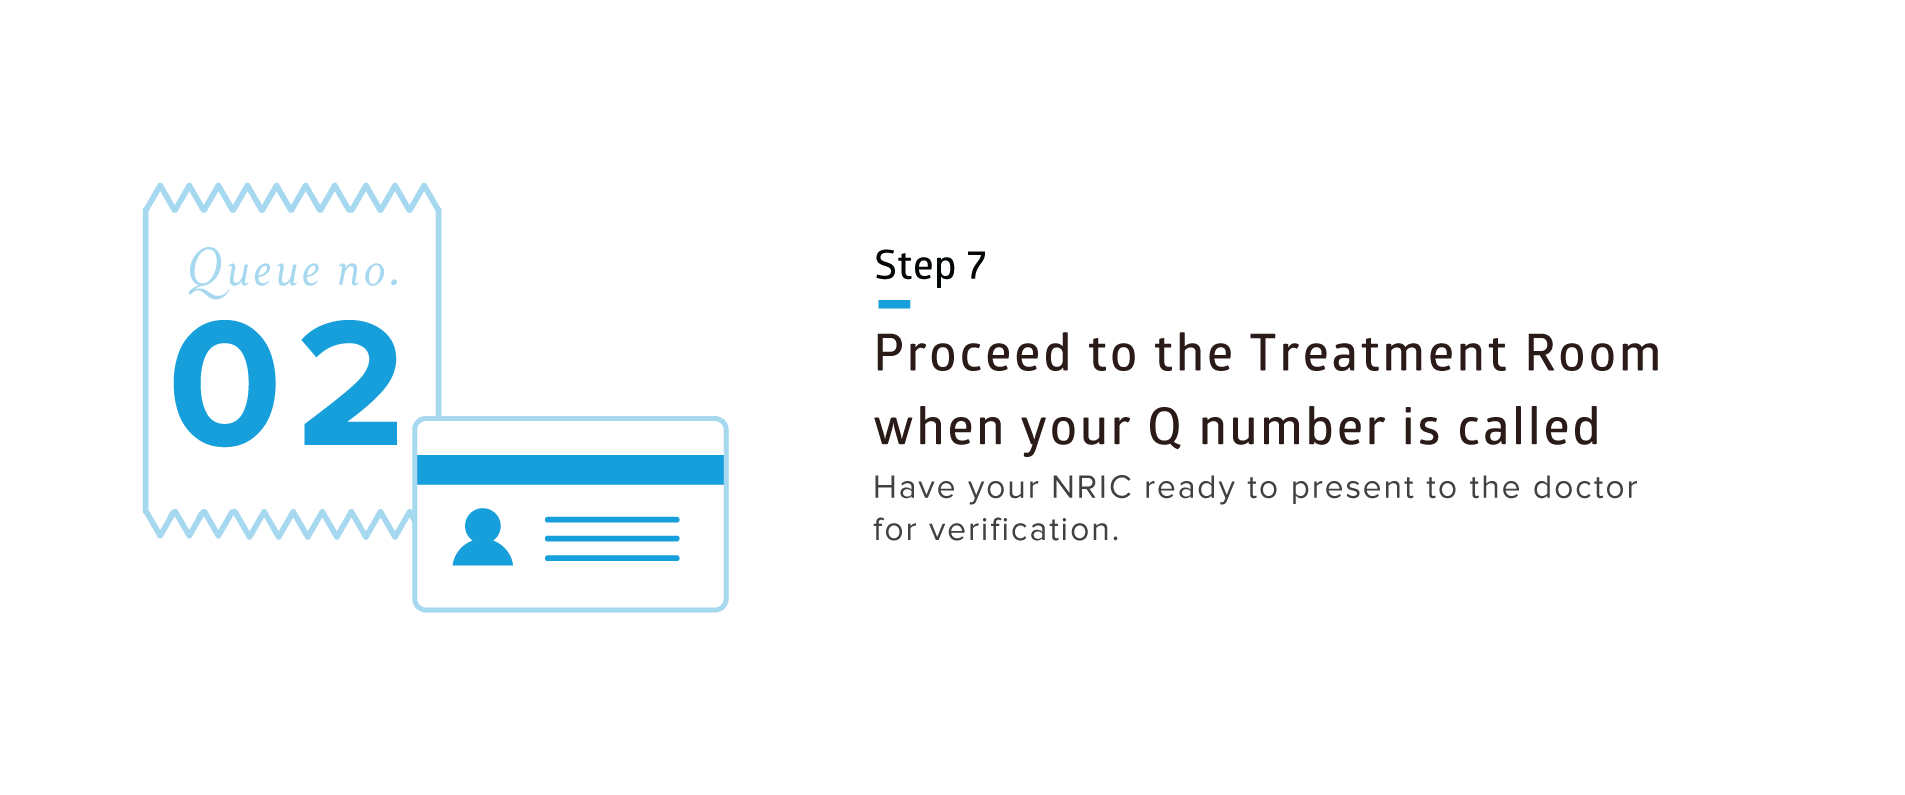 Queue no.
02
Step 7
Proceed to the Treatment Room
when your Q number is called
Have your NRIC ready to present to the doctor
for verification.